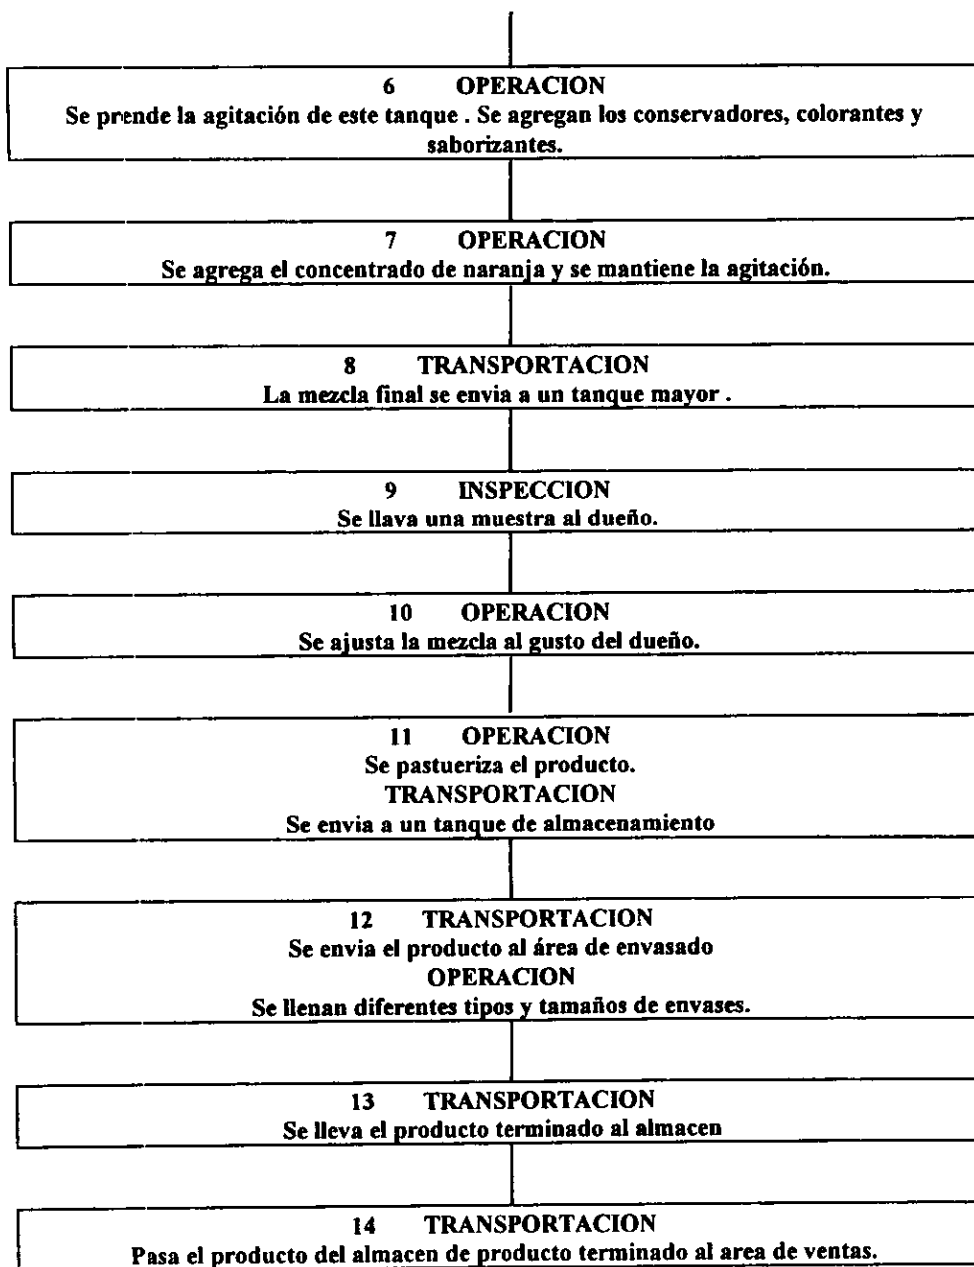 6 OPERACION
Se prende la agitación de este tanque . Se agregan los conservadores, colorantes y
saborizantes.
7 OPERACION
Se agrega el concentrado de naranja y se mantiene la agitación.
8 TRANSPORTACION
La mezcla final se envia a un tanque mayor .
9 INSPECCION
Se llava una muestra al dueño.
10 OPERACION
Se ajusta la mezcla al gusto del dueño.
11 OPERACION
Se pastueriza el producto.
TRANSPORTACION
Se envia a un tanque de almacenamiento
12 TRANSPORTACION
Se envia el producto al área de envasado
OPERACION
Se llenan diferentes tipos y tamaños de envases.
13 TRANSPORTACION
Se lleva el producto terminado al almacen
14 TRANSPORTACION
Pasa el producto del almacen de producto terminado al area de ventas.